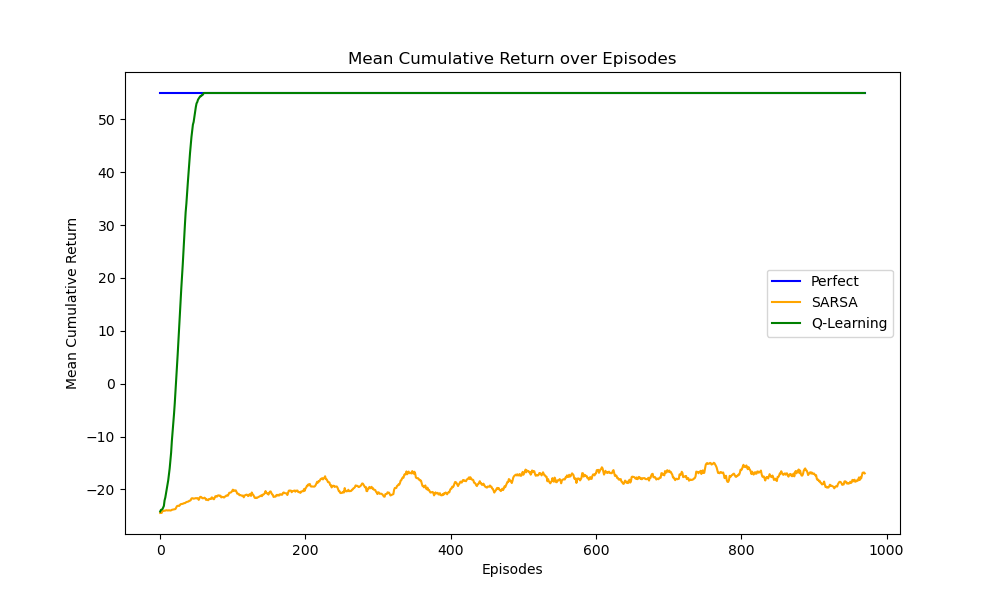 Mean Cumulative Return over Episodes
Mean Cumulative Return
50
40
30
20
10
0
−10
−20
Perfect
SARSA
Q-Learning
0 200 400 600 800 1000
Episodes